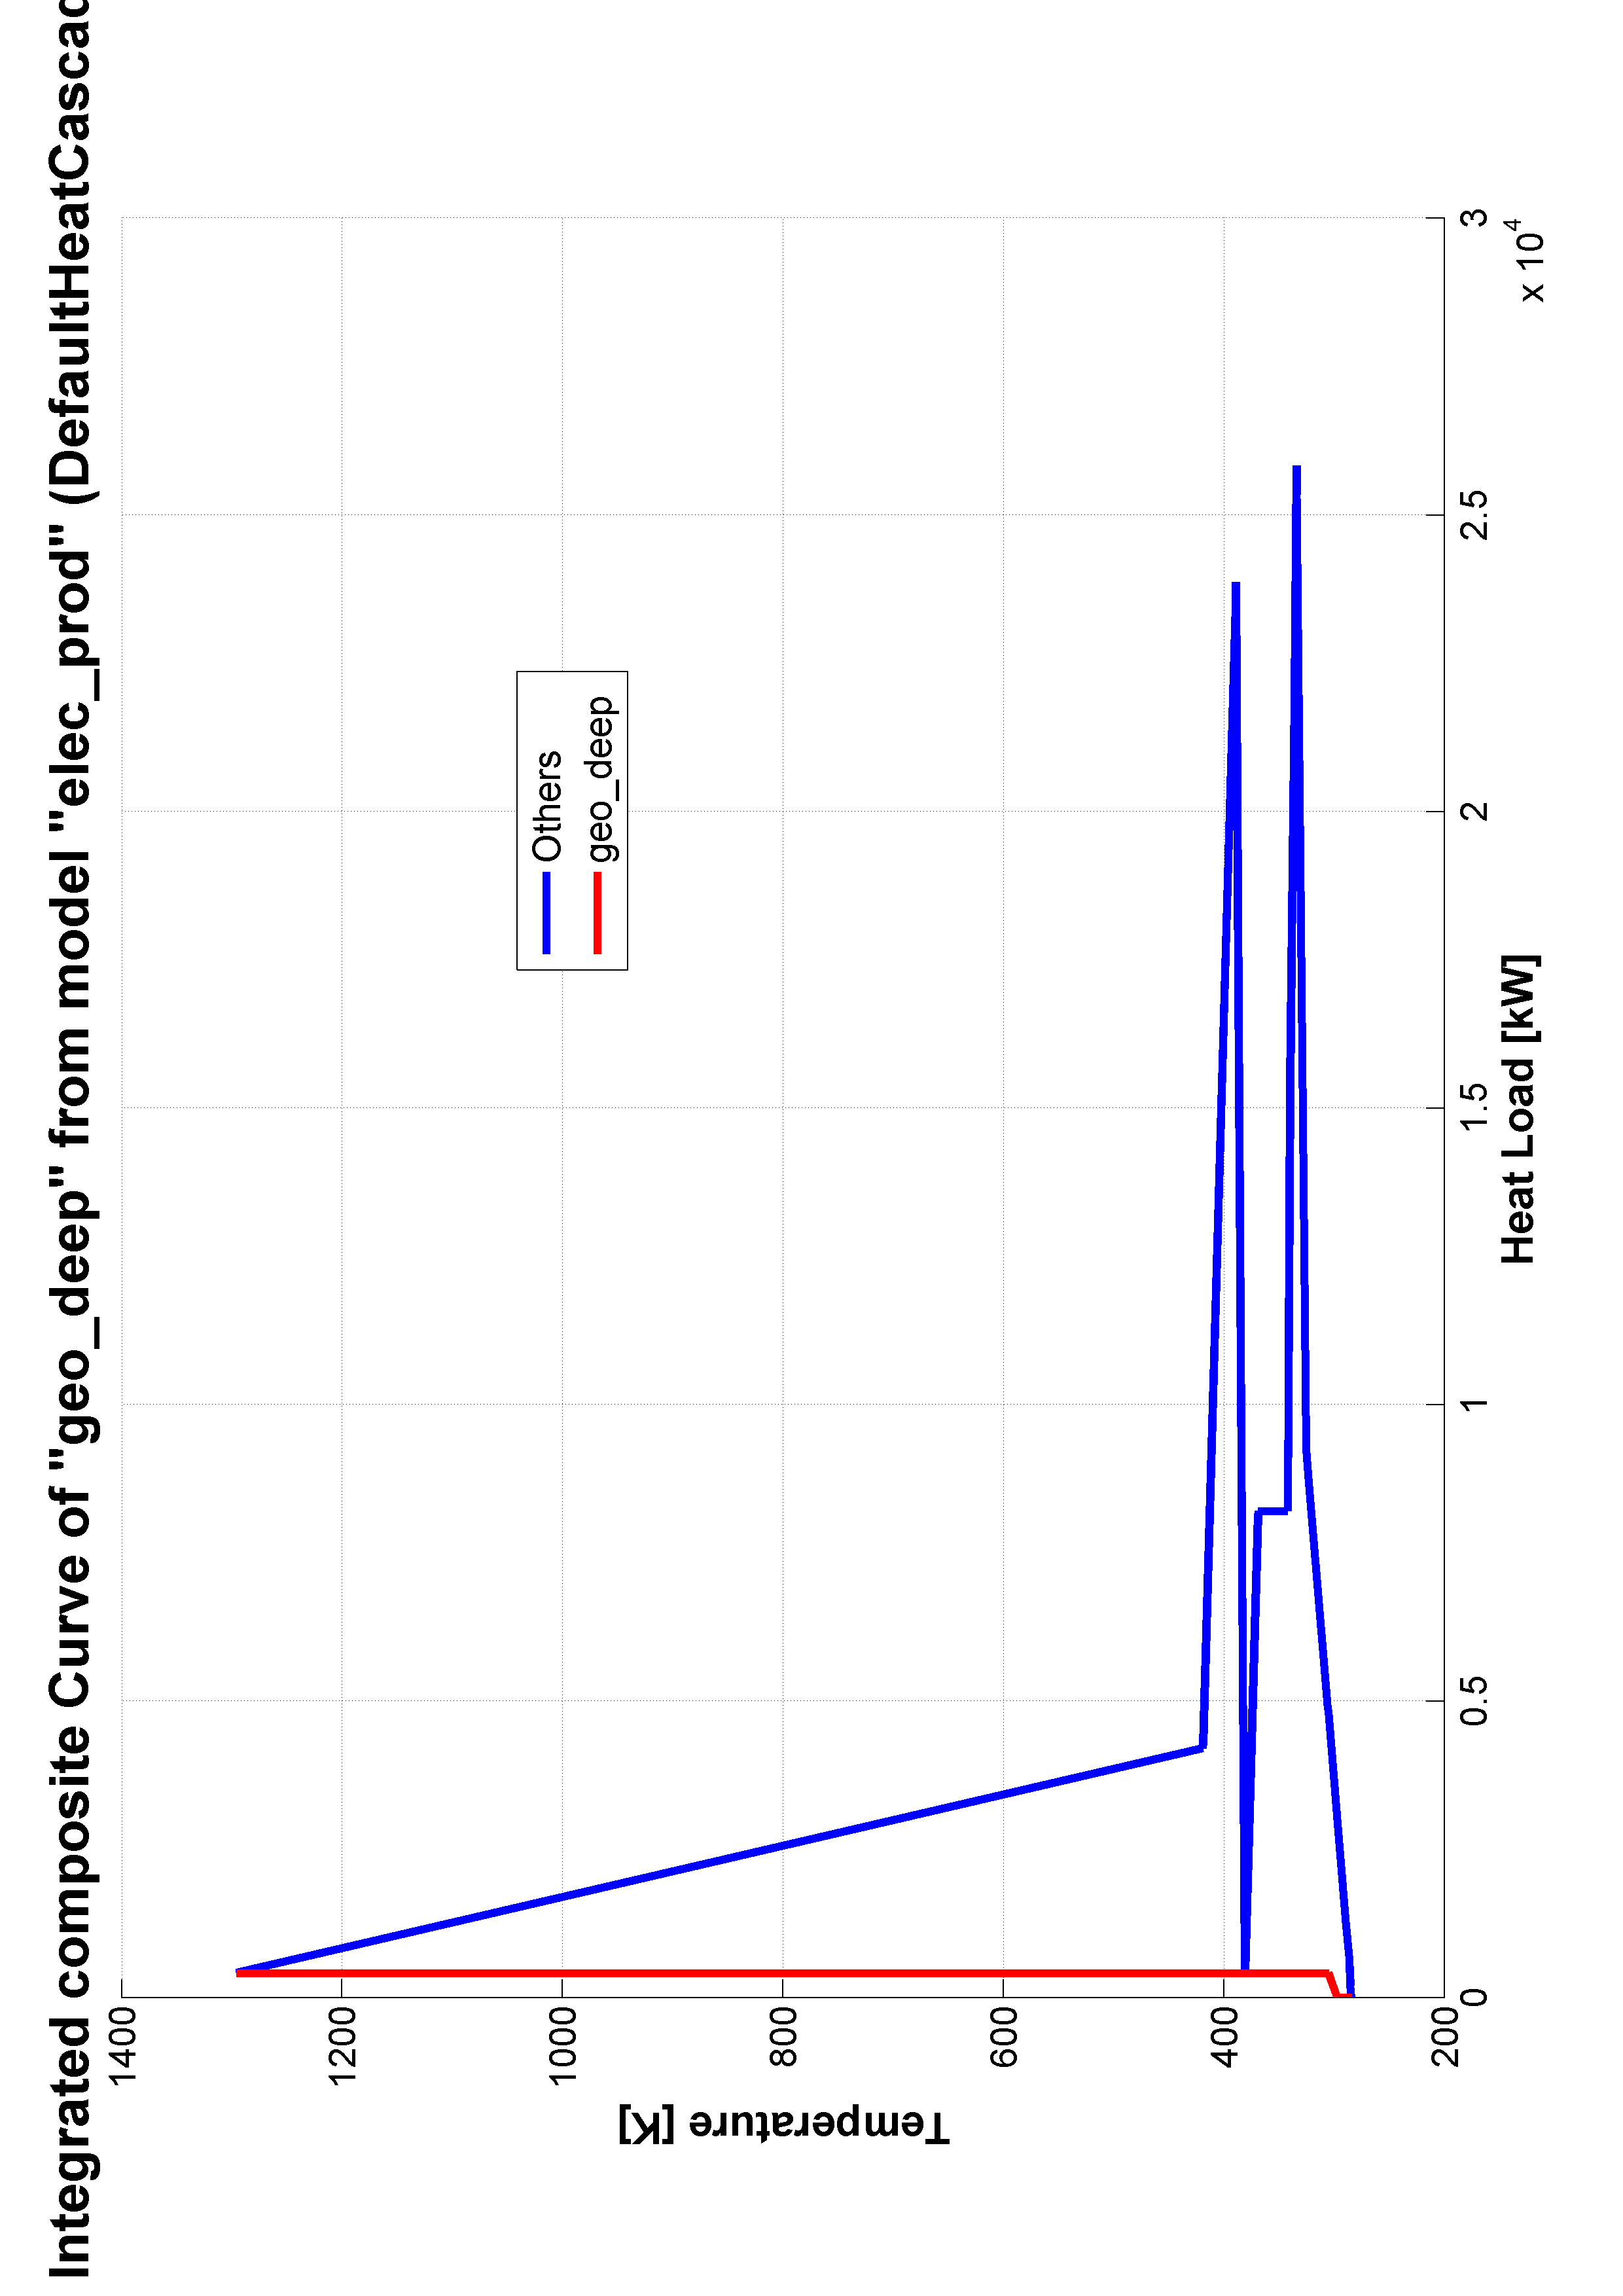 Integrated composite Curve of "geo_deep" from model "elec_prod" (DefaultHeatCascad
1400
1200
1000
800
600
400
200
Temperature [K]
Others
geo_deep
0
0.5
1
1.5
2
2.5
3
x 10^4
Heat Load [kW]